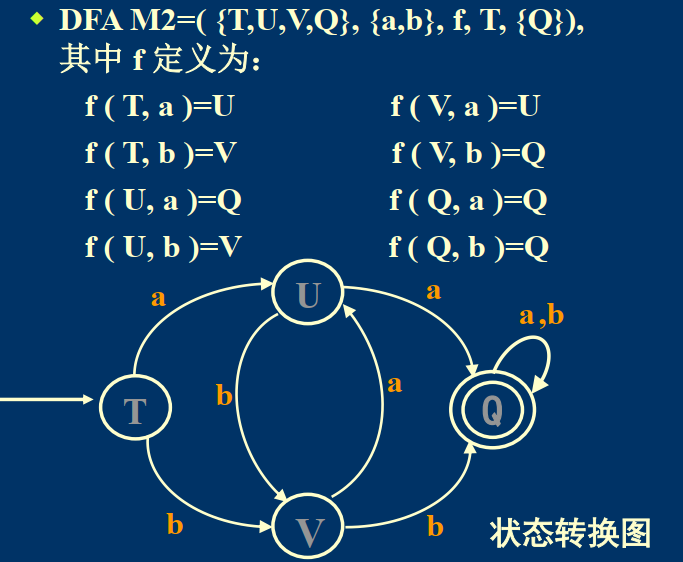 DFA M2=( {T,U,V,Q}, {a,b}, f, T, {Q}),
其中 f 定义为：
f ( T, a )=U f ( V, a )=U
f ( T, b )=V f ( V, b )=Q
f ( U, a )=Q f ( Q, a )=Q
f ( U, b )=V f ( Q, b )=Q
a U a
a ,b
b a
T Q
b V b
状态转换图